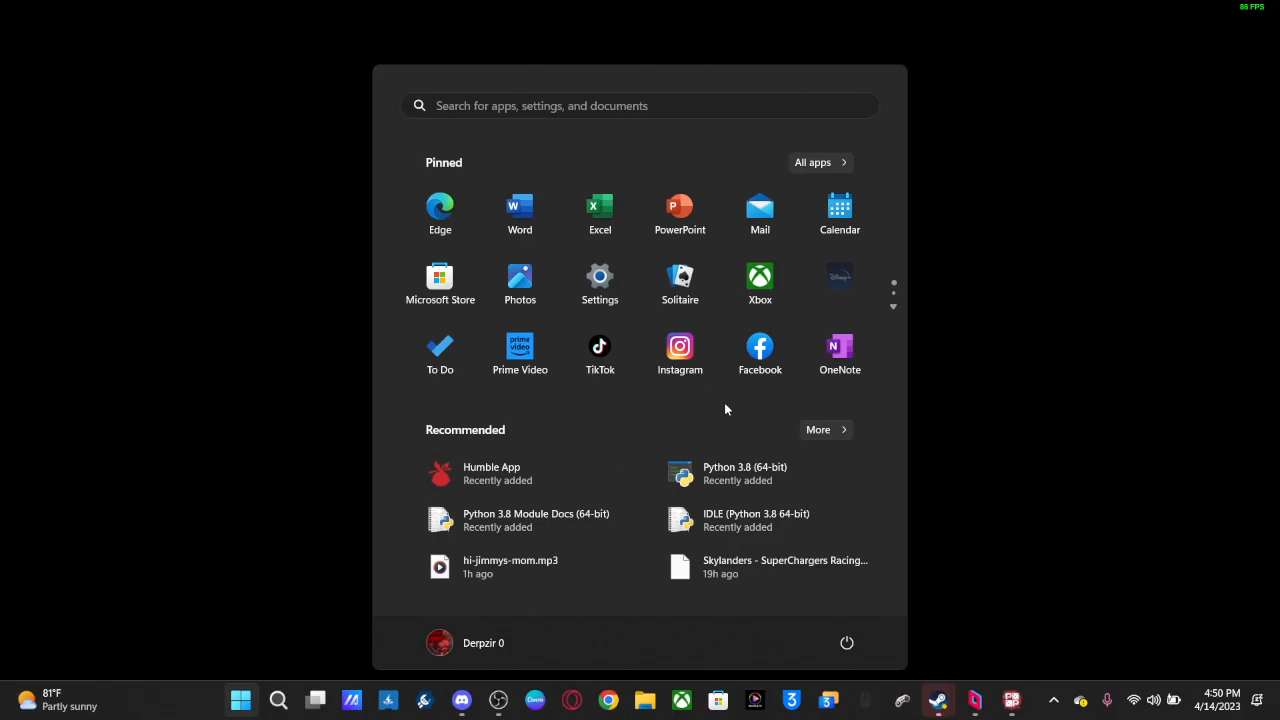 86 FPS
Search for apps, settings, and documents
Pinned
All apps
Edge
Word
Excel
PowerPoint
Mail
Calendar
Microsoft Store
Photos
Settings
Solitaire
Xbox
Disney+
To Do
prime video
Prime Video
TikTok
Instagram
Facebook
OneNote
Recommended
More
Humble App
Recently added
Python 3.8 (64-bit)
Recently added
Python 3.8 Module Docs (64-bit)
Recently added
IDLE (Python 3.8 64-bit)
Recently added
hi-jimmys-mom.mp3
1h ago
Skylanders - SuperChargers Racing...
19h ago
Derpzir 0
81°F
Partly sunny
4:50 PM
4/14/2023